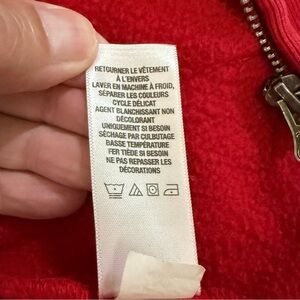 RETOURNER LE VÊTEMENT
À L'ENVERS
LAVER EN MACHINE À FROID,
SÉPARER LES COULEURS
CYCLE DÉLICAT
AGENT BLANCHISSANT NON
DÉCOLORANT
UNIQUEMENT SI BESOIN
SÉCHAGE PAR CULBUTAGE
BASSE TEMPÉRATURE
FER TIÈDE SI BESOIN
NE PAS REPASSER LES
DÉCORATIONS